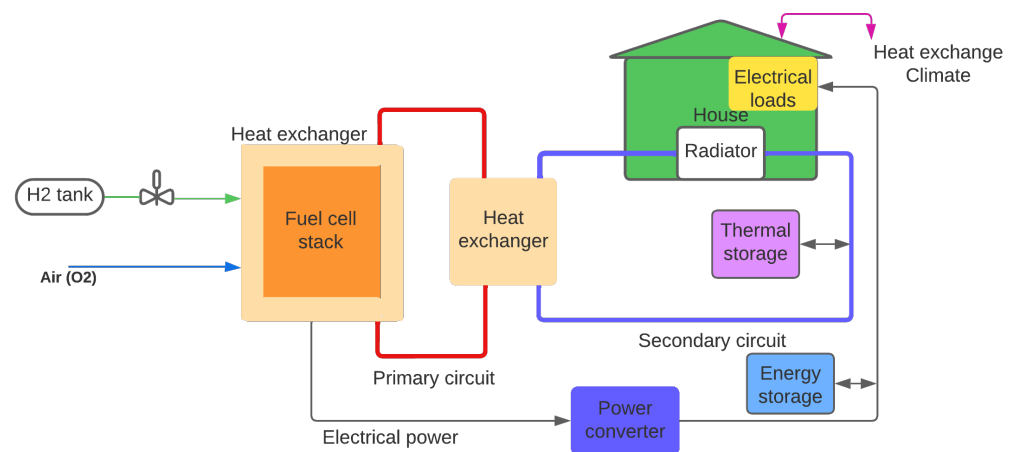 Heat exchange
Climate
Electrical
loads
House
Radiator
Heat exchanger
H2 tank
Fuel cell
stack
Heat
exchanger
Thermal
storage
Air (O2)
Secondary circuit
Primary circuit
Energy
storage
Power
converter
Electrical power